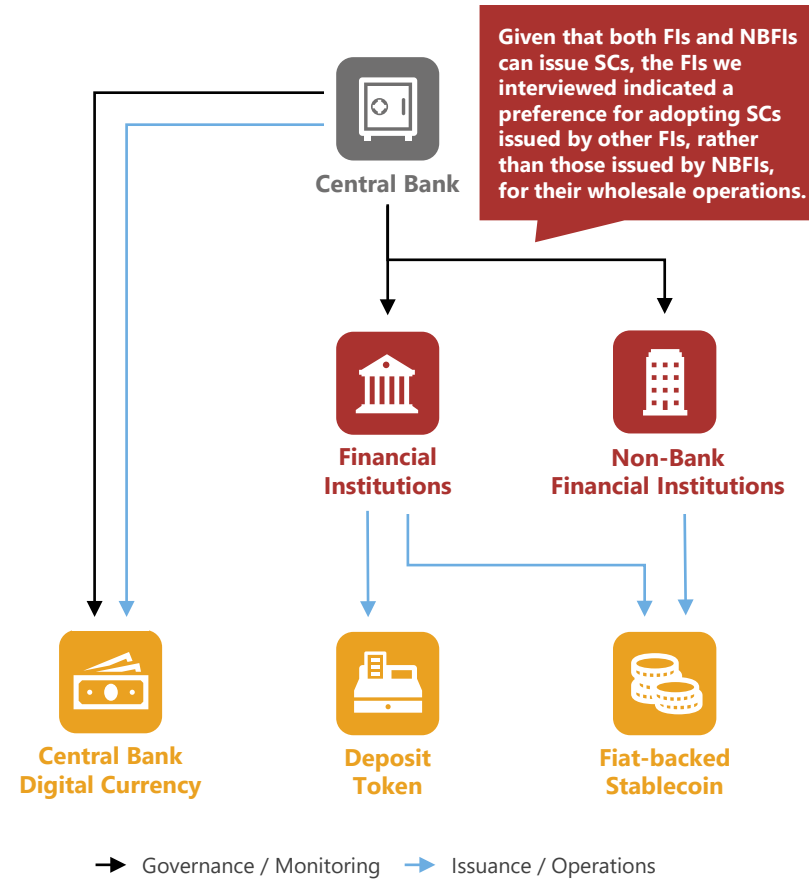 Given that both FIs and NBFIs
can issue SCs, the FIs we
interviewed indicated a
preference for adopting SCs
issued by other FIs, rather
than those issued by NBFIs,
for their wholesale operations.
Central Bank
Financial
Institutions
Non-Bank
Financial Institutions
Central Bank
Digital Currency
Deposit
Token
Fiat-backed
Stablecoin
Governance / Monitoring
Issuance / Operations